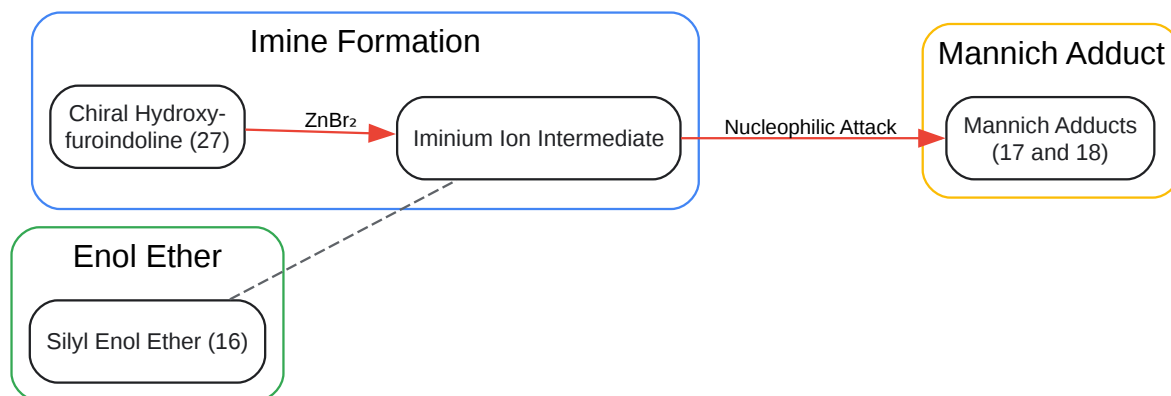 Imine Formation
Chiral Hydroxy-
furoindoline (27)
ZnBr₂
Iminium Ion Intermediate
Nucleophilic Attack
Mannich Adduct
Mannich Adducts
(17 and 18)
Enol Ether
Silyl Enol Ether (16)